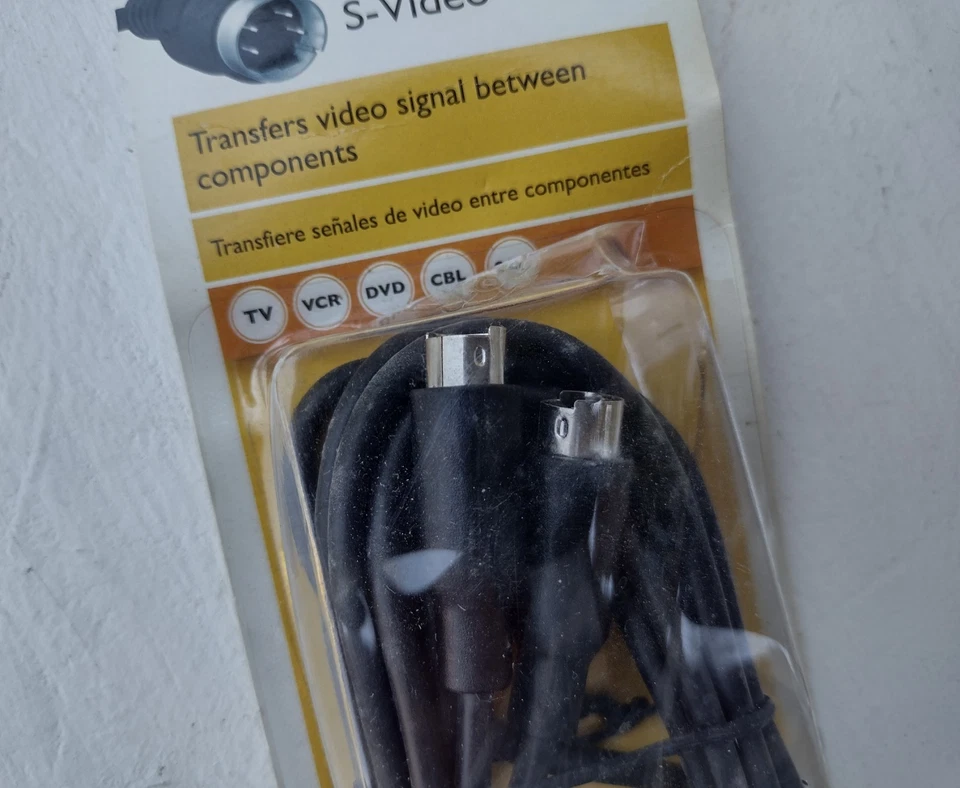 S-Video
Transfers video signal between
components
Transfiere señales de video entre componentes
TV VCR DVD CBL